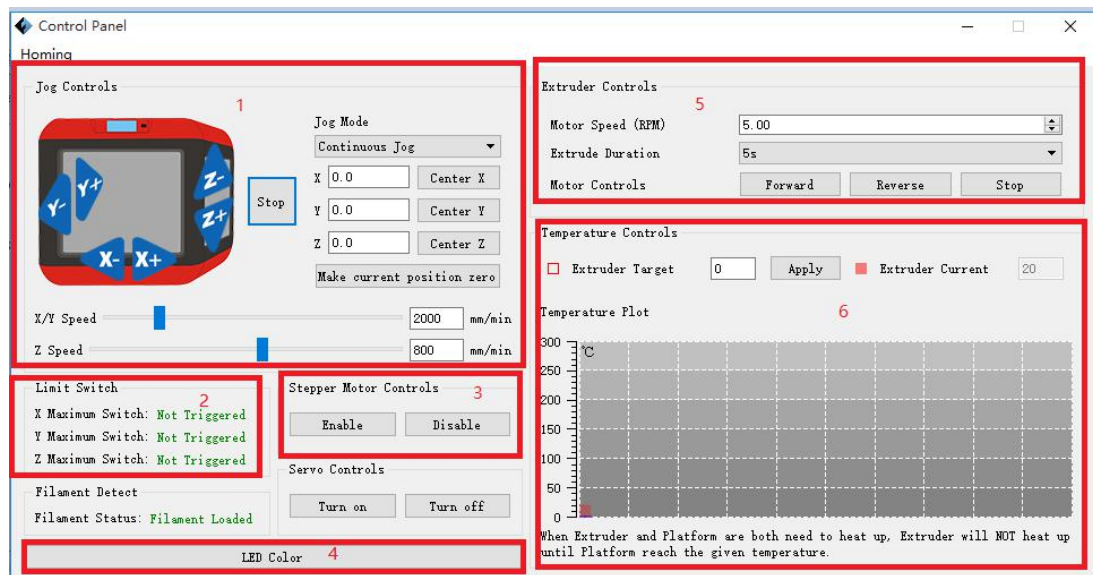 Control Panel
Homing
Jog Controls
1
Y-
Y+
Z-
Z+
X-
X+
Stop
Jog Mode
Continuous Jog
X 0.0 Center X
Y 0.0 Center Y
Z 0.0 Center Z
Make current position zero
X/Y Speed 2000 mm/min
Z Speed 800 mm/min
Limit Switch
2
X Maximum Switch: Not Triggered
Y Maximum Switch: Not Triggered
Z Maximum Switch: Not Triggered
Stepper Motor Controls
3
Enable Disable
Servo Controls
Turn on Turn off
Filament Detect
Filament Status: Filament Loaded
LED Color 4
Extruder Controls
5
Motor Speed (RPM) 5.00
Extrude Duration 5s
Motor Controls Forward Reverse Stop
Temperature Controls
Extruder Target 0 Apply Extruder Current 20
Temperature Plot 6
℃
300
250
200
150
100
50
0
When Extruder and Platform are both need to heat up, Extruder will NOT heat up
until Platform reach the given temperature.